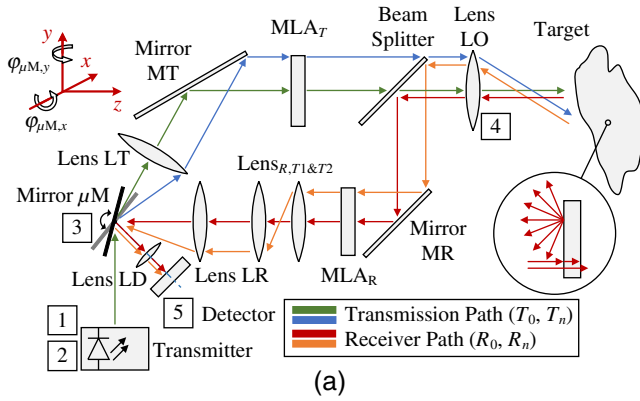 y
x
z
φμM,y
φμM,x
Mirror
MT
MLAT
Beam
Splitter
Lens
LO
Target
4
Lens LT
LensR,T1&T2
Mirror μM
3
Mirror
MR
Lens LD
Lens LR
MLAR
5
Detector
1
2
Transmitter
Transmission Path (T0, Tn)
Receiver Path (R0, Rn)
(a)